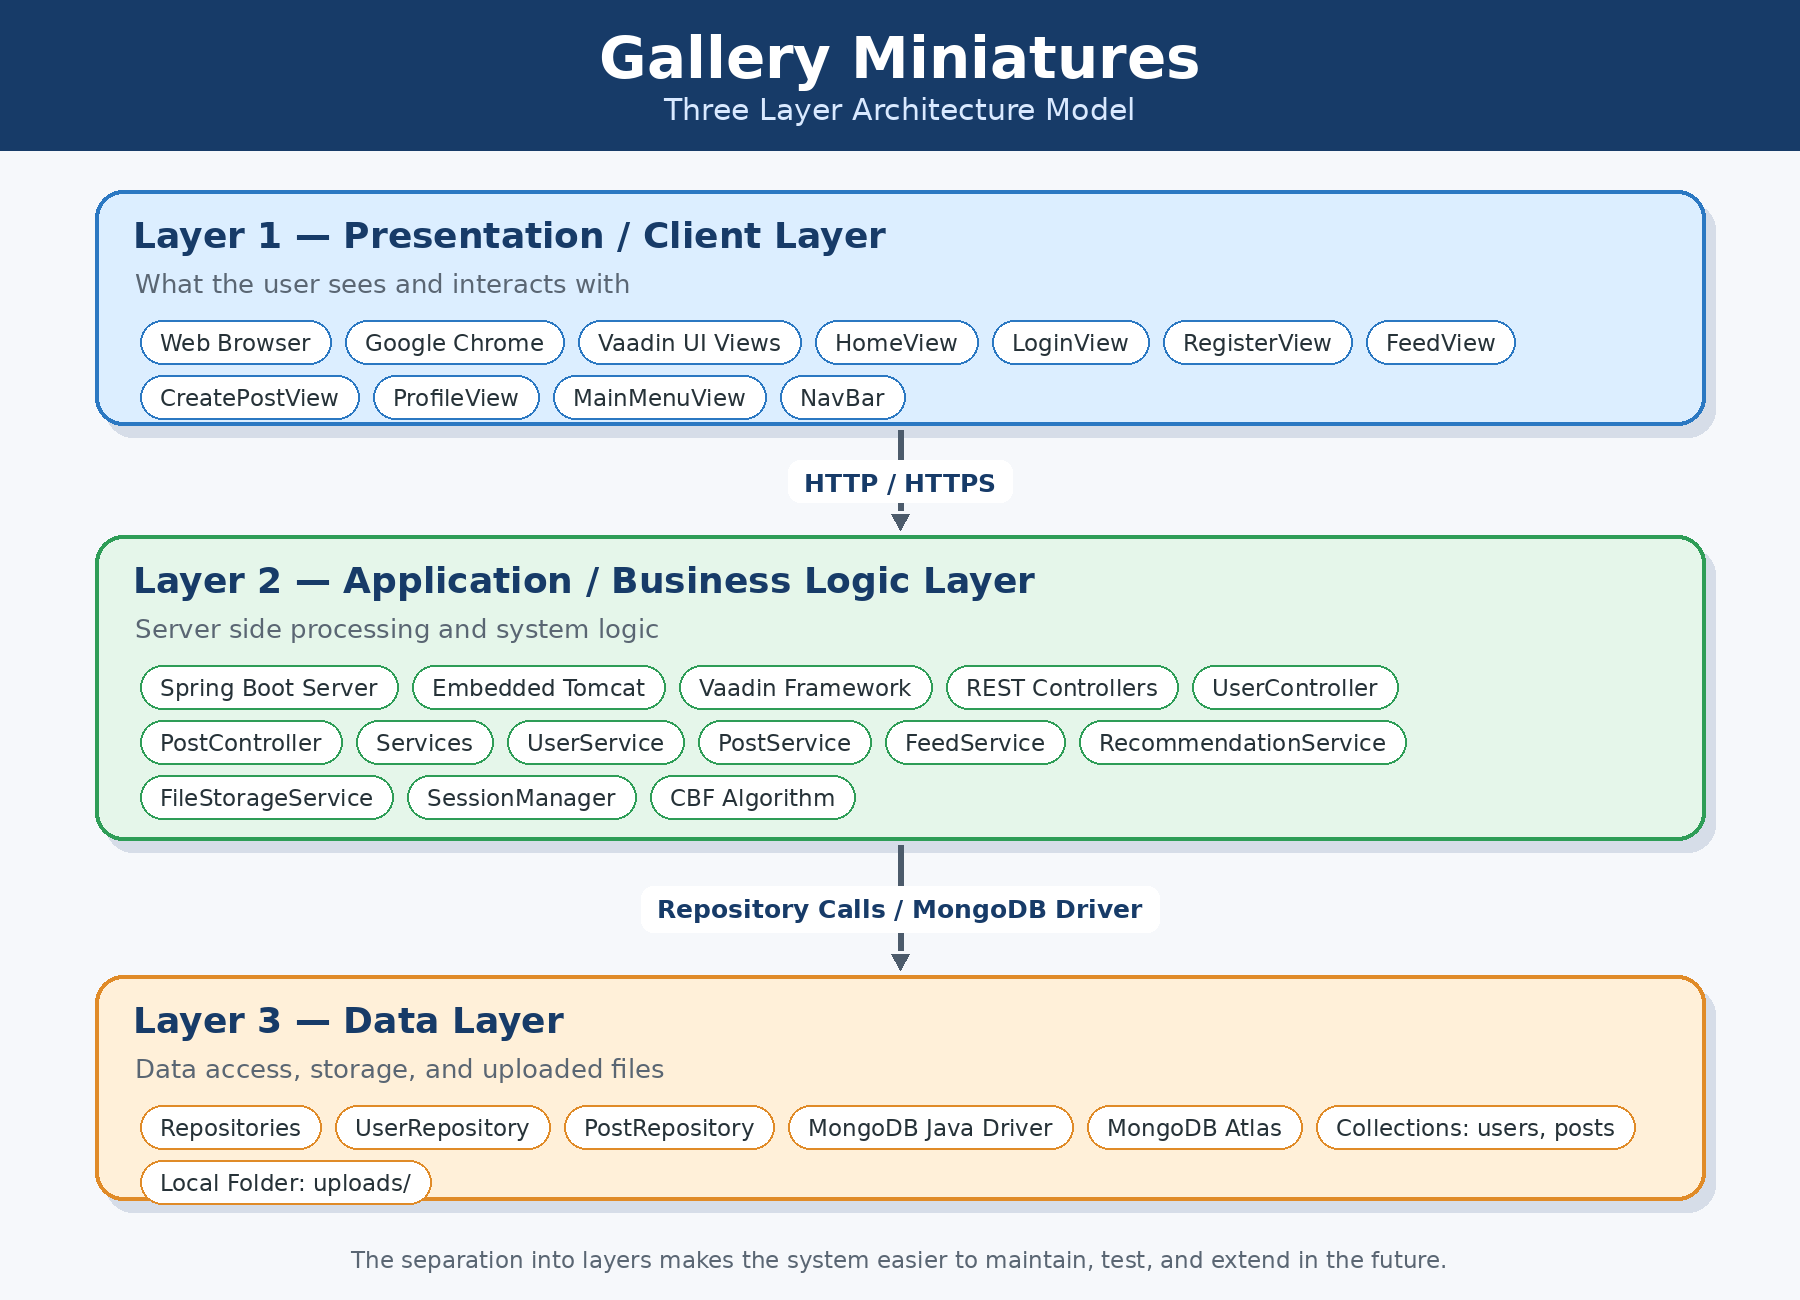 Gallery Miniatures
Three Layer Architecture Model
Layer 1 — Presentation / Client Layer
What the user sees and interacts with
Web Browser Google Chrome Vaadin UI Views HomeView LoginView RegisterView FeedView
CreatePostView ProfileView MainMenuView NavBar
HTTP / HTTPS
Layer 2 — Application / Business Logic Layer
Server side processing and system logic
Spring Boot Server Embedded Tomcat Vaadin Framework REST Controllers UserController
PostController Services UserService PostService FeedService RecommendationService
FileStorageService SessionManager CBF Algorithm
Repository Calls / MongoDB Driver
Layer 3 — Data Layer
Data access, storage, and uploaded files
Repositories UserRepository PostRepository MongoDB Java Driver MongoDB Atlas Collections: users, posts
Local Folder: uploads/
The separation into layers makes the system easier to maintain, test, and extend in the future.